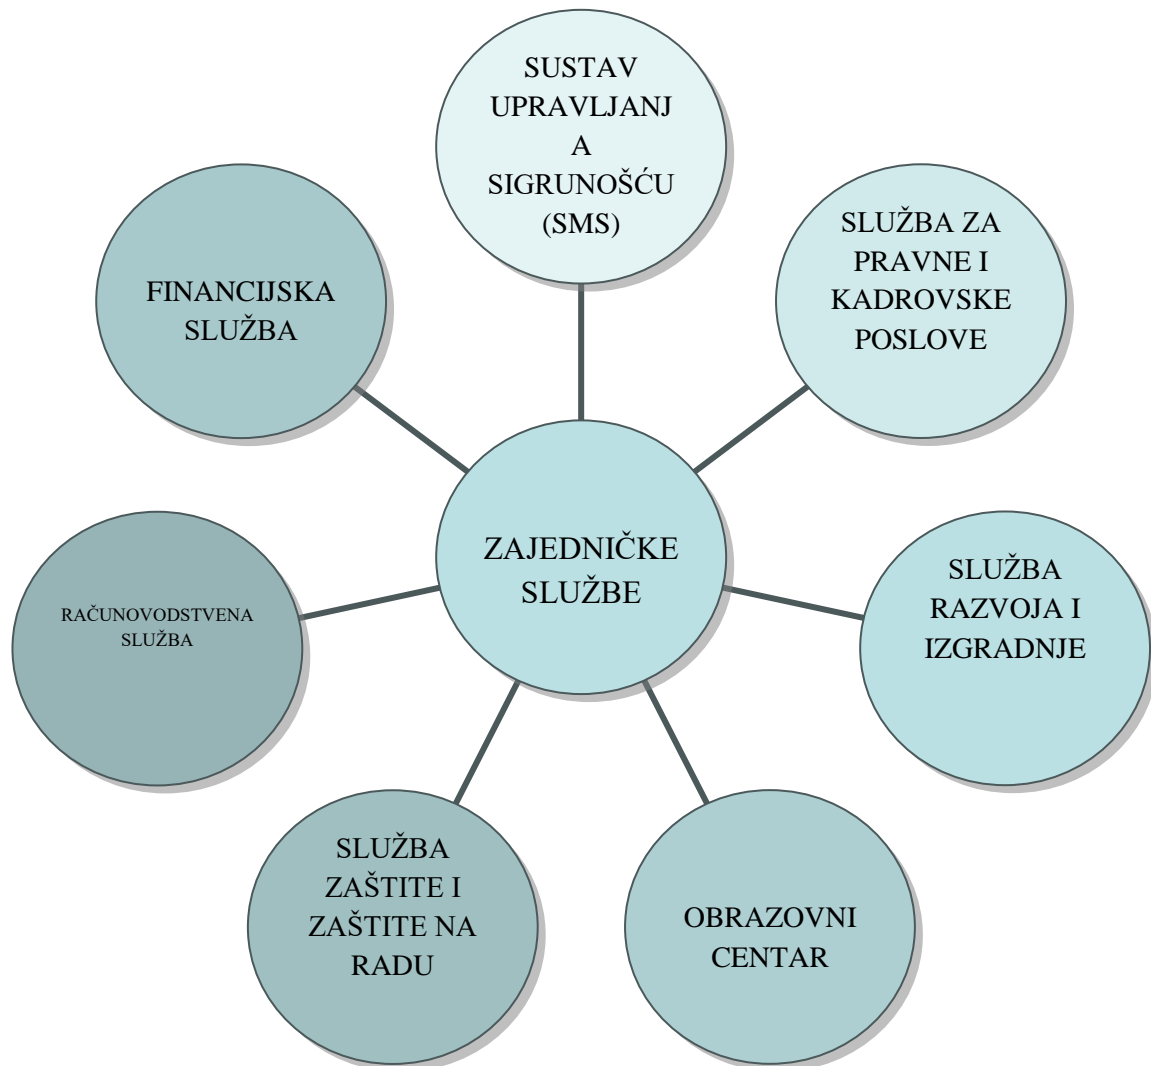 SUSTAV
UPRAVLJANJ
A
SIGRUNOŠĆU
(SMS)
SLUŽBA ZA
PRAVNE I
KADROVSKE
POSLOVE
FINANCIJSKA
SLUŽBA
ZAJEDNIČKE
SLUŽBE
SLUŽBA
RAZVOJA I
IZGRADNJE
RAČUNOVODSTVENA
SLUŽBA
SLUŽBA
ZAŠTITE I
ZAŠTITE NA
RADU
OBRAZOVNI
CENTAR